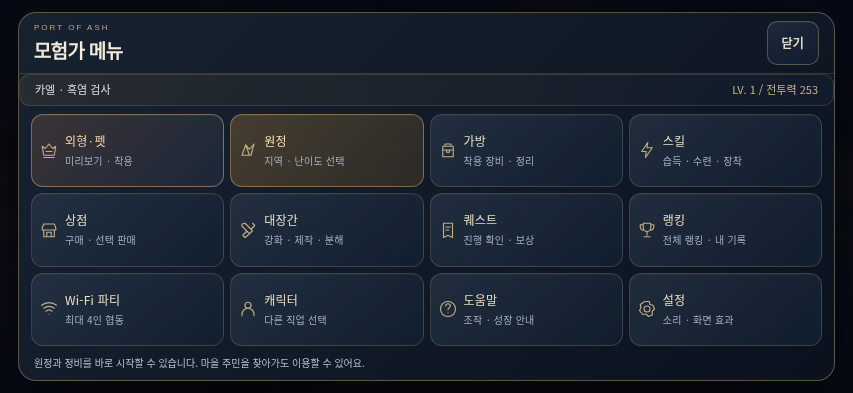 PORT OF ASH
모험가 메뉴
닫기
카엘 · 흑염 검사
LV. 1 / 전투력 253
외형·펫
미리보기 · 착용
원정
지역 · 난이도 선택
가방
착용 장비 · 정리
스킬
습득 · 수련 · 장착
상점
구매 · 선택 판매
대장간
강화 · 제작 · 분해
퀘스트
진행 확인 · 보상
랭킹
전체 랭킹 · 내 기록
Wi-Fi 파티
최대 4인 협동
캐릭터
다른 직업 선택
도움말
조작 · 성장 안내
설정
소리 · 화면 효과
원정과 정비를 바로 시작할 수 있습니다. 마을 주민을 찾아가도 이용할 수 있어요.